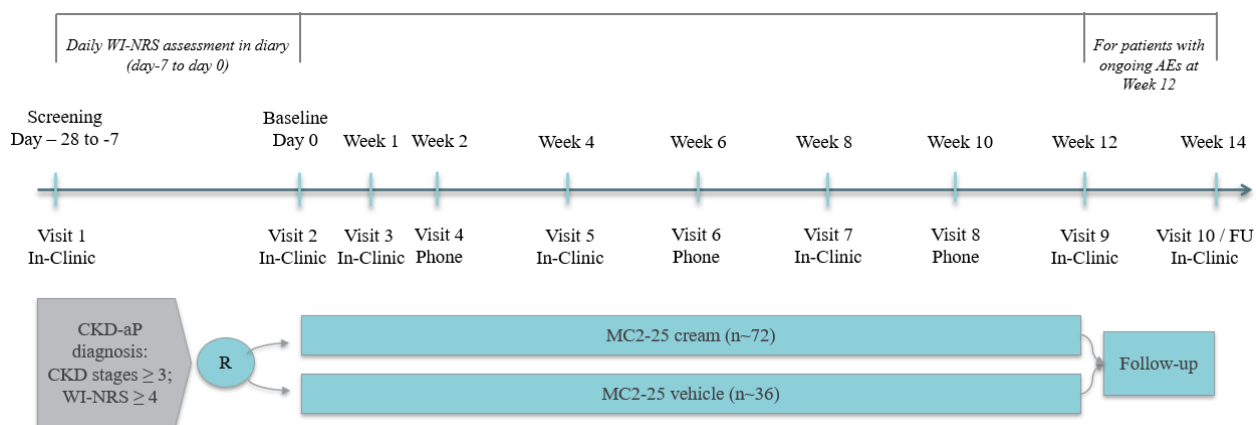 Daily WI-NRS assessment in diary
(day-7 to day 0)
For patients with
ongoing AEs at
Week 12
Screening
Day – 28 to -7
Baseline
Day 0
Week 1
Week 2
Week 4
Week 6
Week 8
Week 10
Week 12
Week 14
Visit 1
In-Clinic
Visit 2
In-Clinic
Visit 3
In-Clinic
Visit 4
Phone
Visit 5
In-Clinic
Visit 6
Phone
Visit 7
In-Clinic
Visit 8
Phone
Visit 9
In-Clinic
Visit 10 / FU
In-Clinic
CKD-aP
diagnosis:
CKD stages ≥ 3;
WI-NRS ≥ 4
R
MC2-25 cream (n~72)
MC2-25 vehicle (n~36)
Follow-up